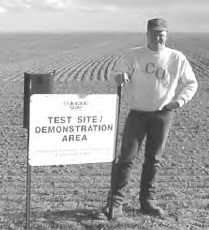 Colorado
State
TEST SITE/
DEMONSTRATION
AREA
CO